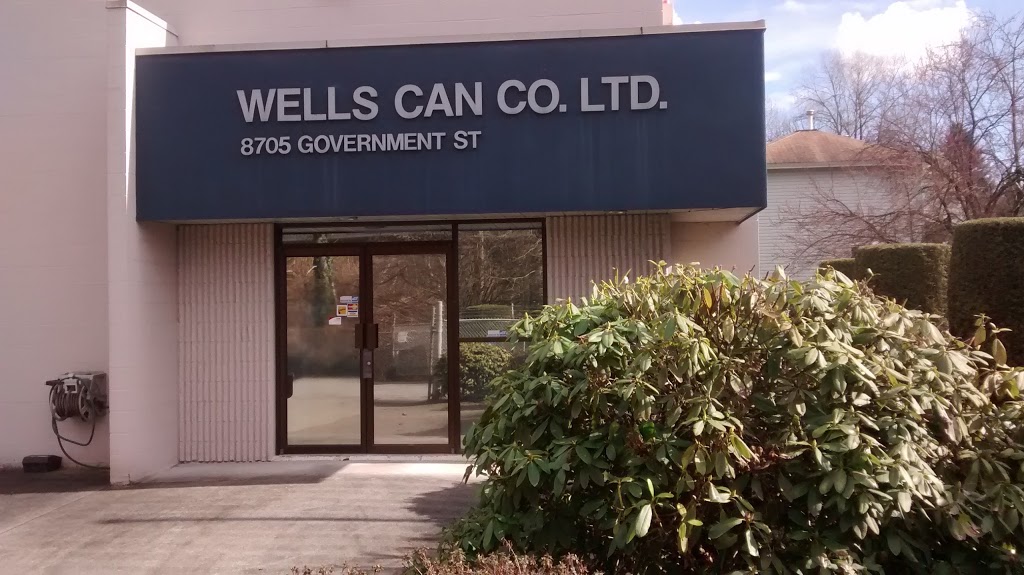 WELLS CAN CO. LTD.
8705 GOVERNMENT ST